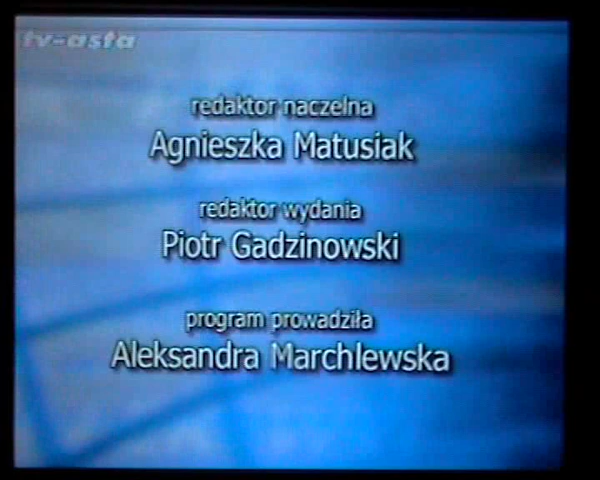 tv-asta
redaktor naczelna
Agnieszka Matusiak
redaktor wydania
Piotr Gadzinowski
program prowadziła
Aleksandra Marchlewska